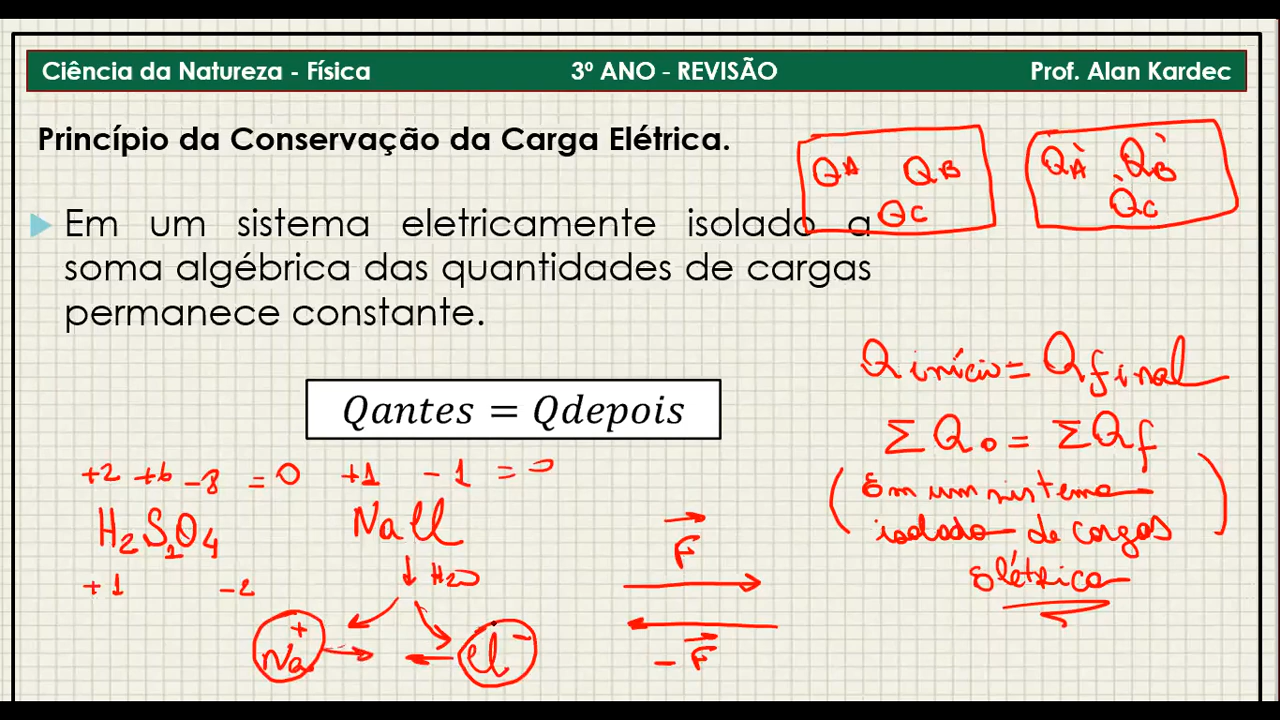 Ciência da Natureza - Física 3º ANO - REVISÃO Prof. Alan Kardec
Princípio da Conservação da Carga Elétrica.
QA QB
QC
QA' QB'
QC'
Em um sistema eletricamente isolado a
soma algébrica das quantidades de cargas
permanece constante.
Q início = Q final
Qantes = Qdepois
ΣQo = ΣQf
(Em um sistema
isolado de cargas
elétrica)
+2 +6 -8 = 0 +1 -1 = 0
H2S1O4 NaCl
+1 -2 ↓ H2O
Na+ Cl-
F
-F